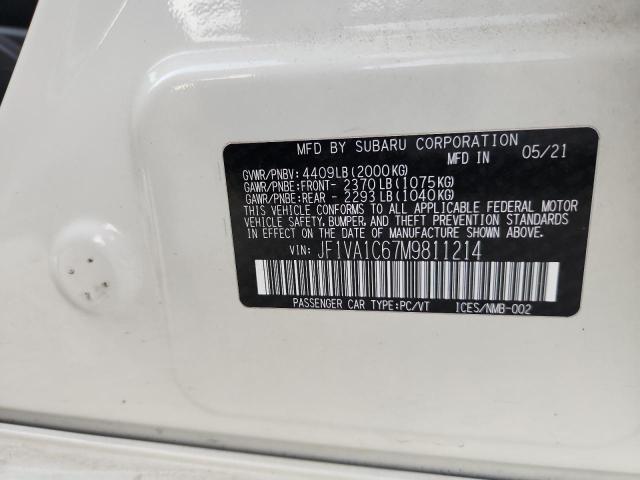 MFD BY SUBARU CORPORATION
MFD IN 05/21
GVWR/PNBV: 4409LB(2000KG)
GAWR/PNBE:FRONT- 2370LB(1075KG)
GAWR/PNBE:REAR - 2293LB(1040KG)
THIS VEHICLE CONFORMS TO ALL APPLICABLE FEDERAL MOTOR
VEHICLE SAFETY, BUMPER, AND THEFT PREVENTION STANDARDS
IN EFFECT ON THE DATE OF MANUFACTURE SHOWN ABOVE.
VIN: JF1VA1C67M9811214
PASSENGER CAR TYPE:PC/VT ICES/NMB-002